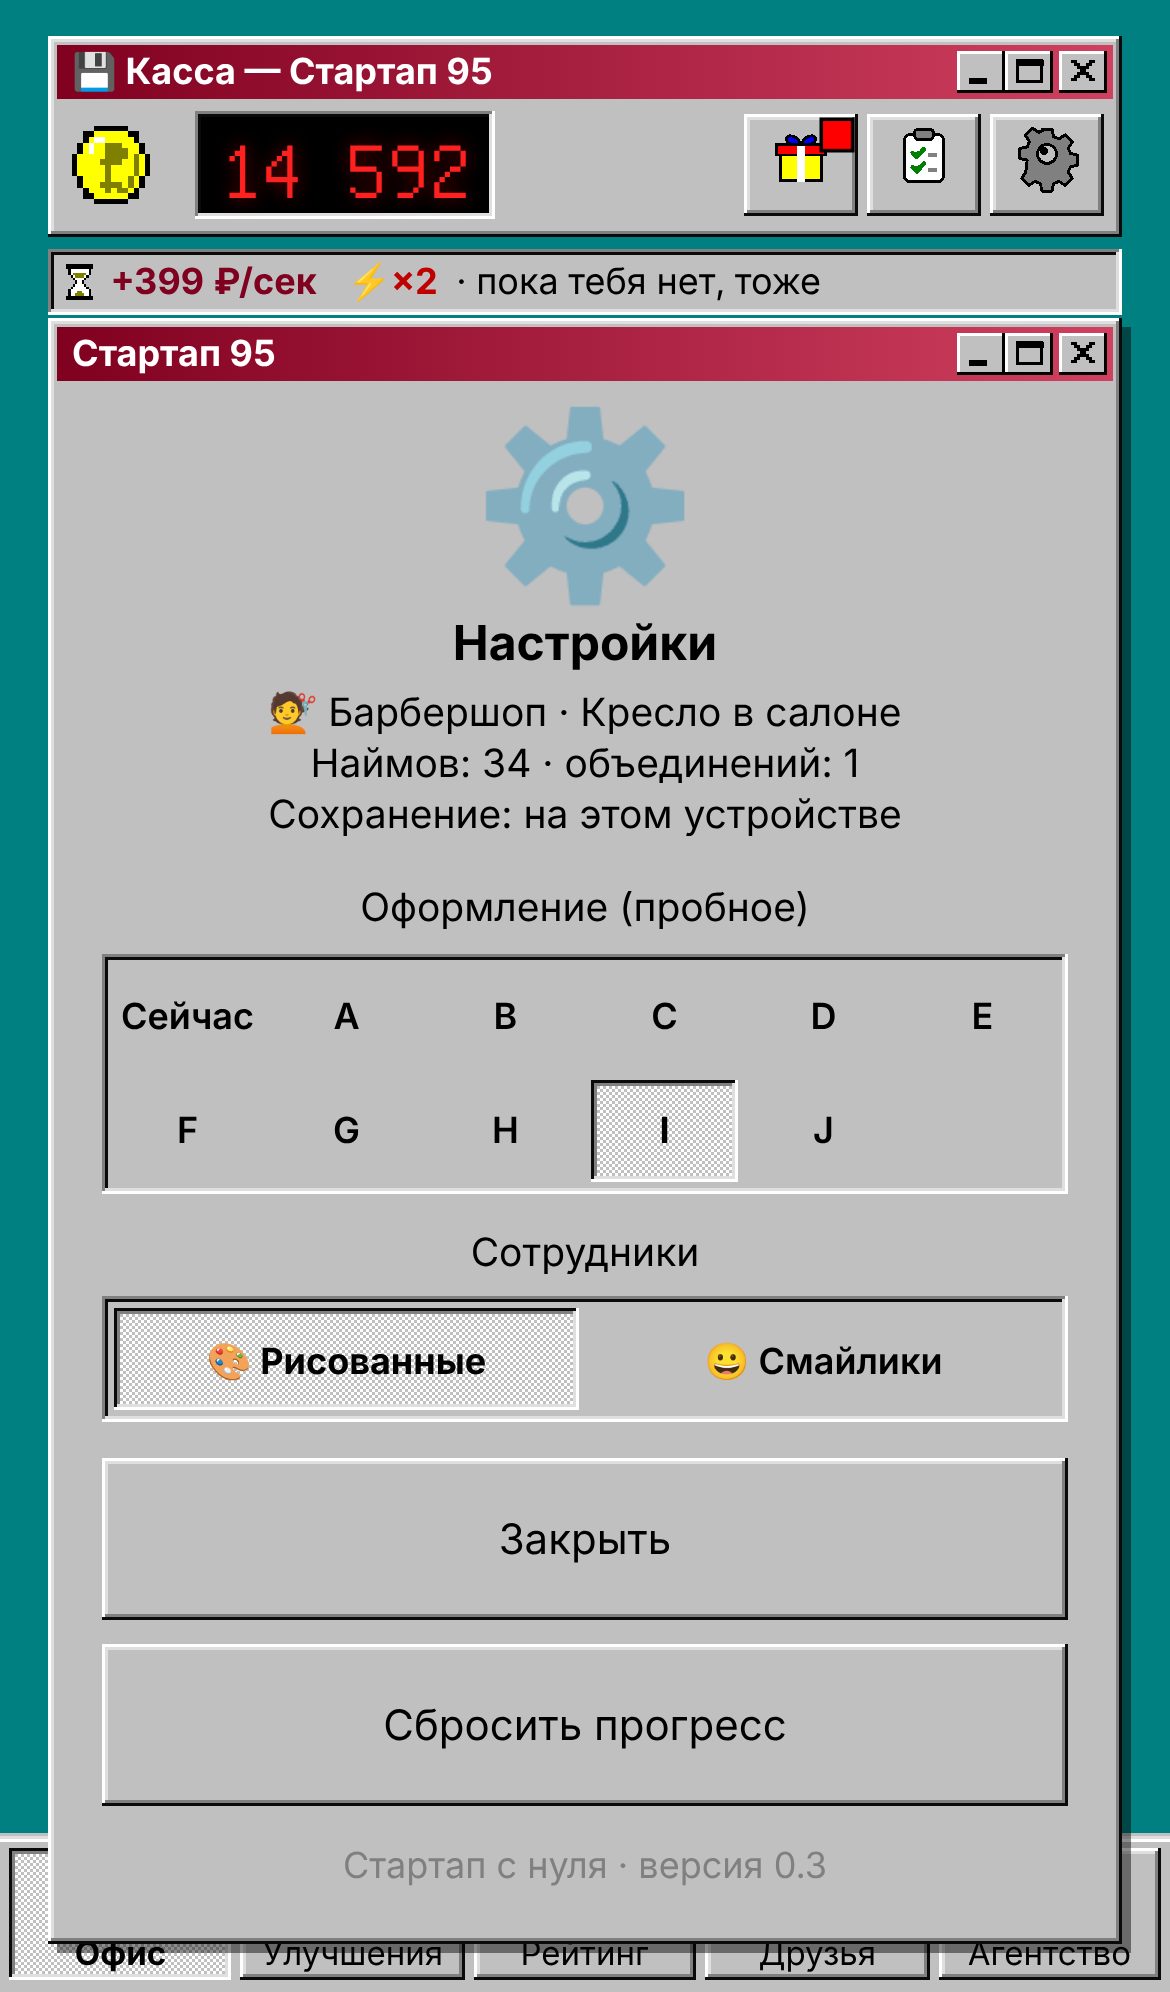 Касса — Стартап 95
14 592
+399 ₽/сек ⚡×2 · пока тебя нет, тоже
Стартап 95
Настройки
💇 Барбершоп · Кресло в салоне
Наймов: 34 · объединений: 1
Сохранение: на этом устройстве
Оформление (пробное)
Сейчас A B C D E
F G H I J
Сотрудники
🎨 Рисованные 😀 Смайлики
Закрыть
Сбросить прогресс
Стартап с нуля · версия 0.3
Офис Улучшения Рейтинг Друзья Агентство